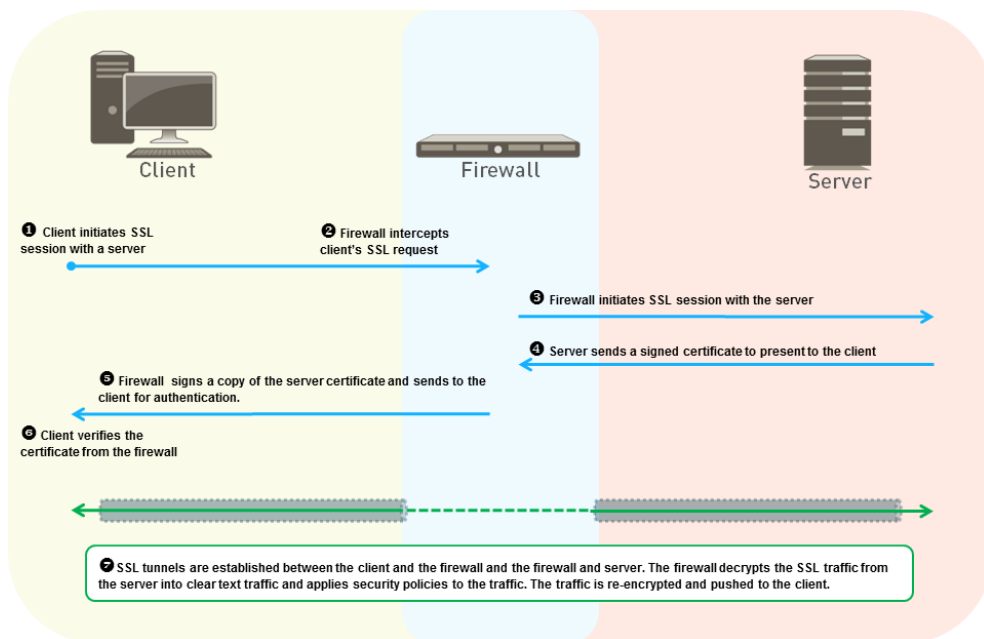 Client
Firewall
Server
❶ Client initiates SSL
session with a server
❷ Firewall intercepts
client's SSL request
❸ Firewall initiates SSL session with the server
❹ Server sends a signed certificate to present to the client
❺ Firewall signs a copy of the server certificate and sends to the
client for authentication.
❻ Client verifies the
certificate from the firewall
❼ SSL tunnels are established between the client and the firewall and the firewall and server. The firewall decrypts the SSL traffic from
the server into clear text traffic and applies security policies to the traffic. The traffic is re-encrypted and pushed to the client.